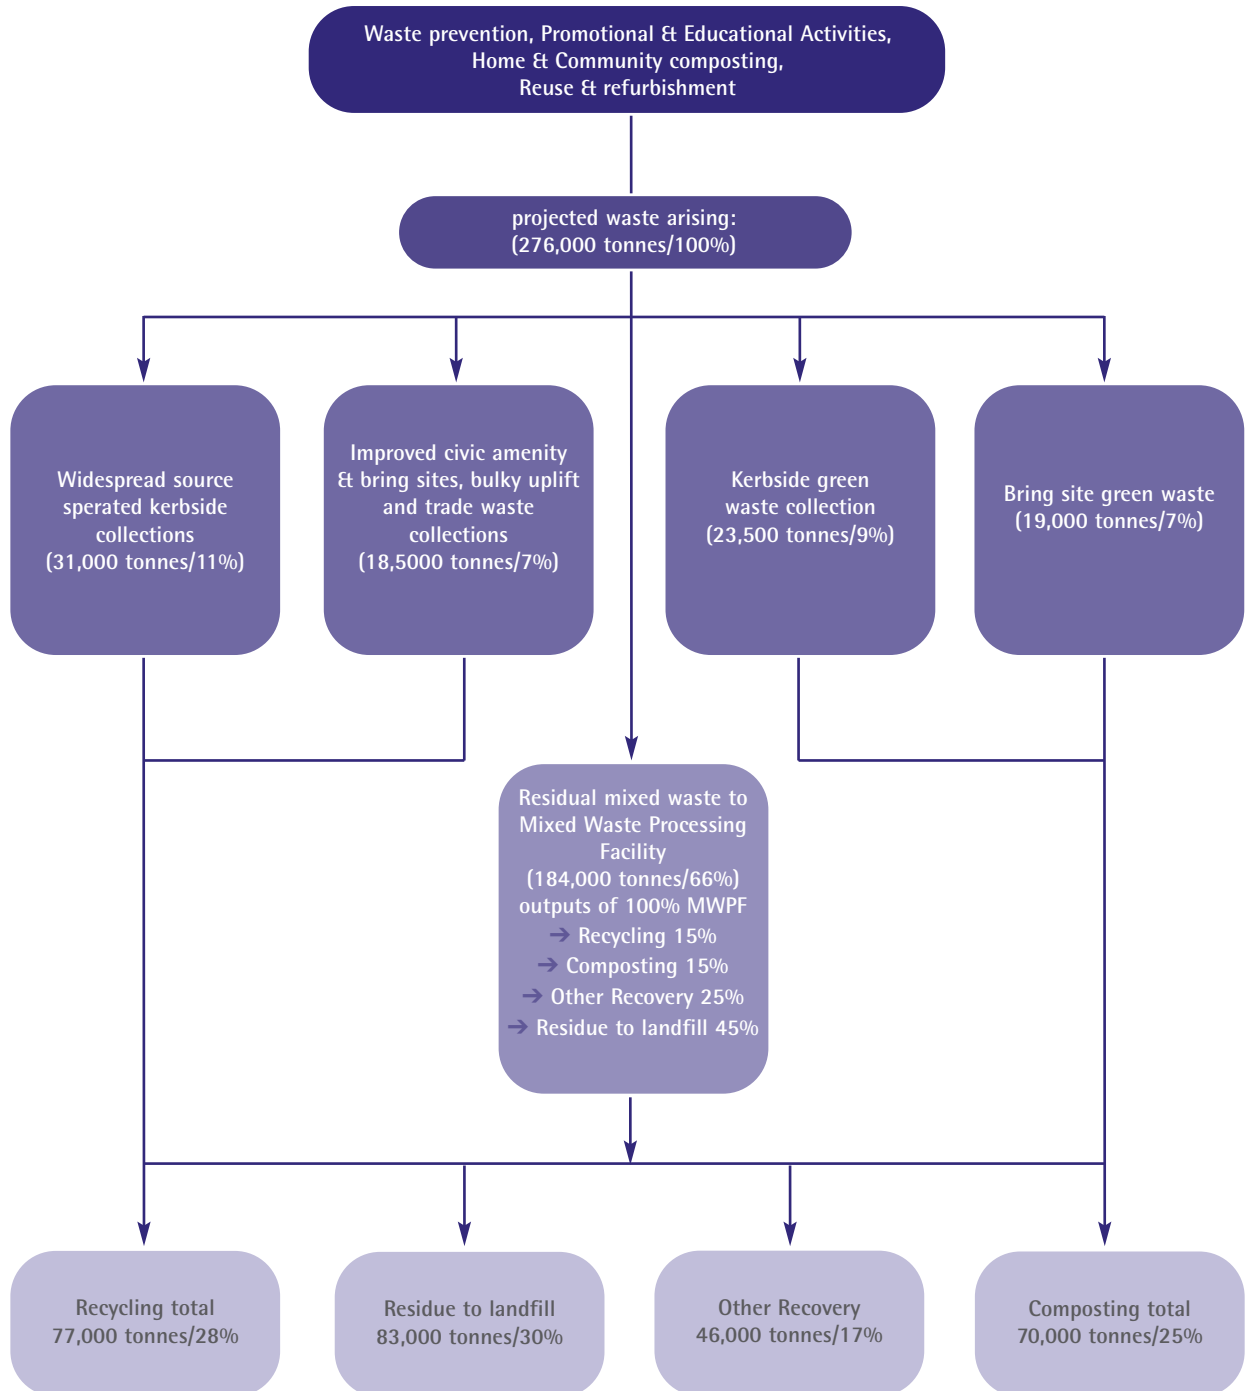 Waste prevention, Promotional & Educational Activities,
Home & Community composting,
Reuse & refurbishment
projected waste arising:
(276,000 tonnes/100%)
Widespread source
sperated kerbside
collections
(31,000 tonnes/11%)
Improved civic amenity
& bring sites, bulky uplift
and trade waste
collections
(18,5000 tonnes/7%)
Kerbside green
waste collection
(23,500 tonnes/9%)
Bring site green waste
(19,000 tonnes/7%)
Residual mixed waste to
Mixed Waste Processing
Facility
(184,000 tonnes/66%)
outputs of 100% MWPF
➔ Recycling 15%
➔ Composting 15%
➔ Other Recovery 25%
➔ Residue to landfill 45%
Recycling total
77,000 tonnes/28%
Residue to landfill
83,000 tonnes/30%
Other Recovery
46,000 tonnes/17%
Composting total
70,000 tonnes/25%